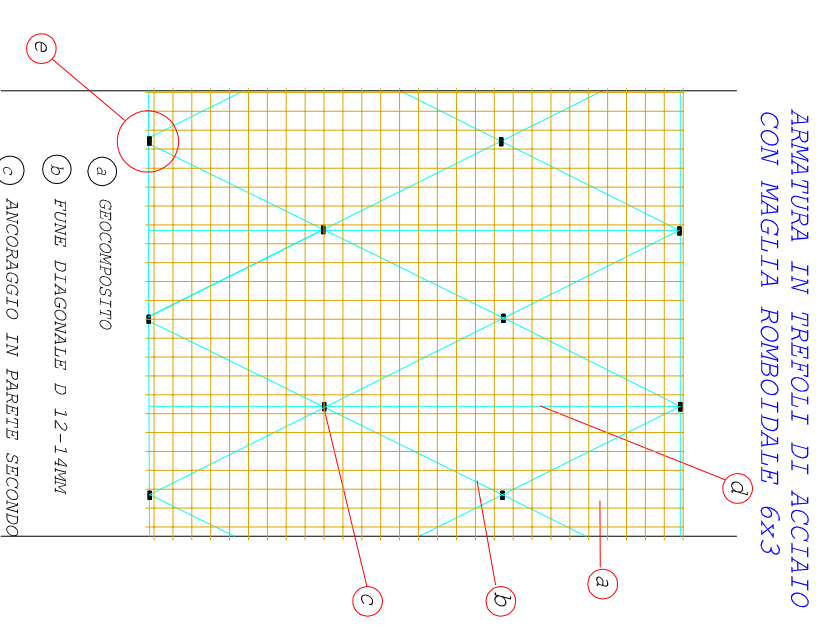 ARMATURA IN TREFOLI DI ACCIAIO
CON MAGLIA ROMBOIDALE 6x3
e
d
a
b
c
a GEOCOMPOSITO
b FUNE DIAGONALE D 12-14MM
c ANCORAGGIO IN PARETE SECONDO